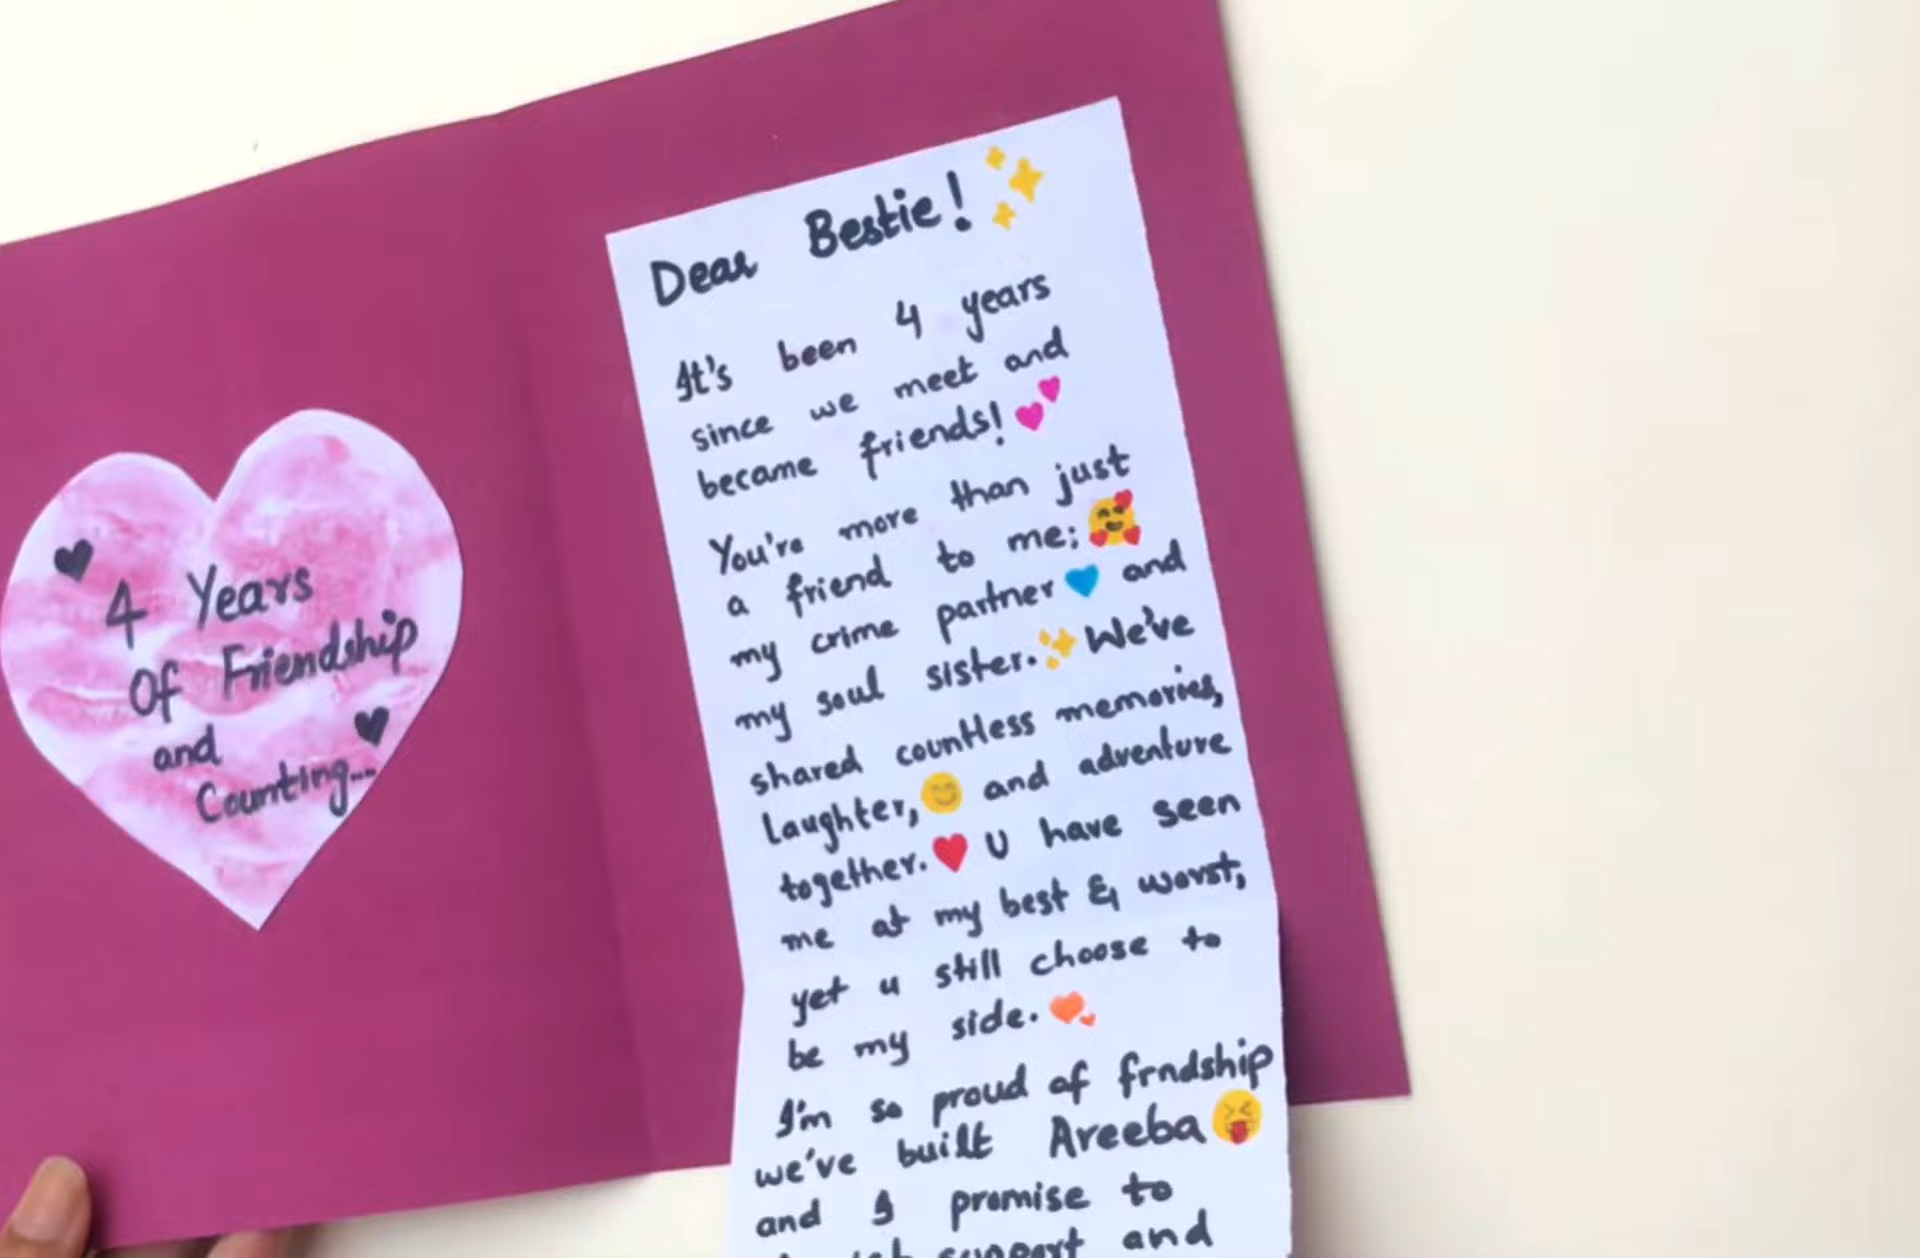 4 Years
Of Friendship
and
Counting...
Dear Bestie! ✨
It's been 4 years
since we meet and
became friends! 💕
You're more than just
a friend to me: 🥰
my crime partner 💙 and
my soul sister. ✨ We've
shared countless memories,
laughter, 😊 and adventure
together. ❤️ U have seen
me at my best & worst,
yet u still choose to
be my side.
I'm so proud of frndship
we've built Areeba 😝
and I promise to
support and